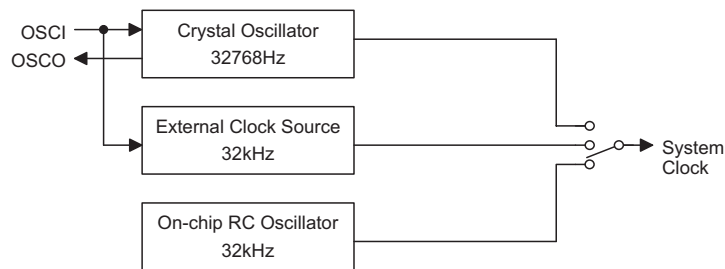 OSCI
OSCO
Crystal Oscillator
32768Hz
External Clock Source
32kHz
On-chip RC Oscillator
32kHz
System
Clock